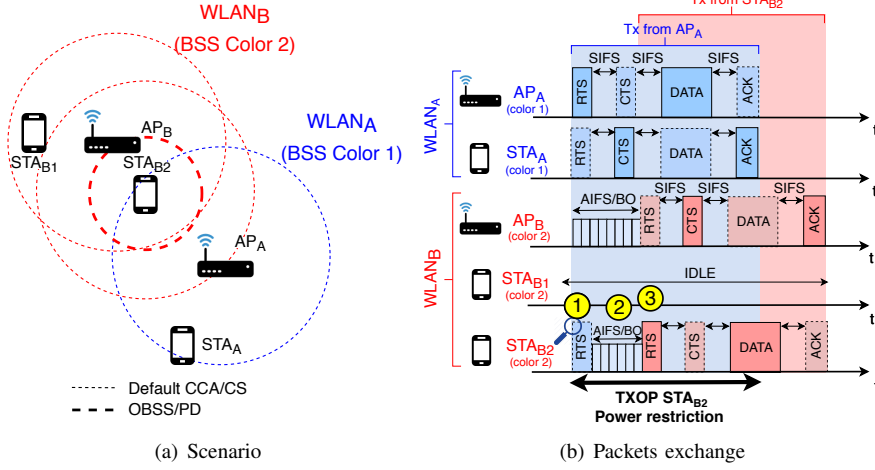 WLANB
(BSS Color 2)
WLANA
(BSS Color 1)
APB
STAB1
STAB2
APA
STAA
Default CCA/CS
OBSS/PD
(a) Scenario
Tx from STAB2
Tx from APA
SIFS SIFS SIFS
WLANA
APA
(color 1)
RTS CTS DATA ACK
t
STAA
(color 1)
RTS CTS DATA ACK
t
SIFS SIFS SIFS
WLANB
APB
(color 2)
AIFS/BO
RTS CTS DATA ACK
t
IDLE
STAB1
(color 2)
1 2 3
t
STAB2
(color 2)
RTS AIFS/BO RTS CTS DATA ACK
TXOP STAB2
Power restriction
(b) Packets exchange